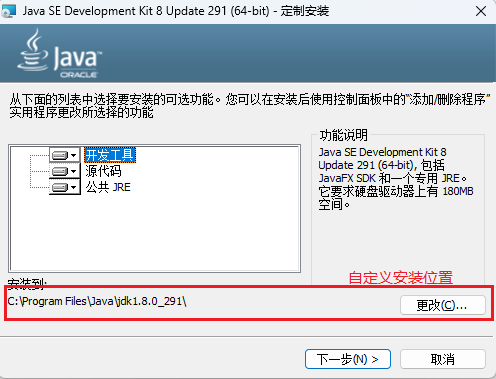 Java SE Development Kit 8 Update 291 (64-bit) - 定制安装
Java™
ORACLE
从下面的列表中选择要安装的可选功能。您可以在安装后使用控制面板中的"添加/删除程序"
实用程序更改所选择的功能
开发工具
源代码
公共 JRE
功能说明
Java SE Development Kit 8
Update 291 (64-bit), 包括
JavaFX SDK 和一个专用 JRE。
它要求硬盘驱动器上有 180MB
空间。
安装到:
自定义安装位置
C:\Program Files\Java\jdk1.8.0_291\
更改(C)...
下一步(N) >
取消